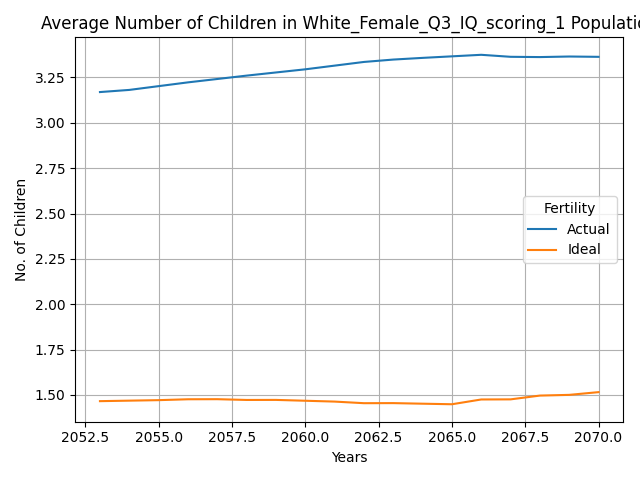 Average Number of Children in White_Female_Q3_IQ_scoring_1 Populatio
3.25
3.00
2.75
2.50
2.25
2.00
1.75
1.50
No. of Children
Fertility
Actual
Ideal
2052.5 2055.0 2057.5 2060.0 2062.5 2065.0 2067.5 2070.0
Years